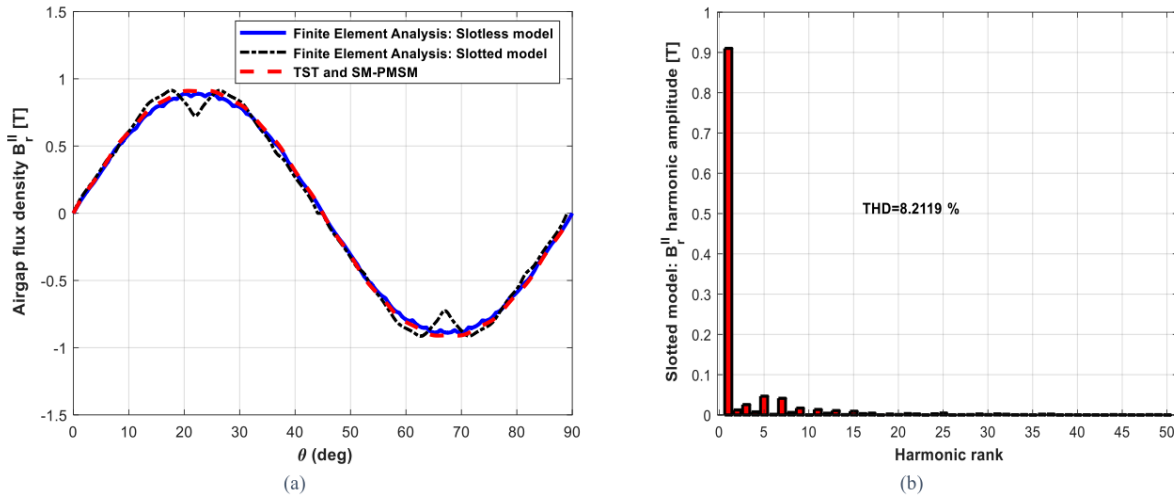 Finite Element Analysis: Slotless model
Finite Element Analysis: Slotted model
TST and SM-PMSM
Airgap flux density B_r^II [T]
1.5
1
0.5
0
-0.5
-1
-1.5
0 10 20 30 40 50 60 70 80 90
θ (deg)
(a)
Slotted model: B_r^II harmonic amplitude [T]
1
0.9
0.8
0.7
0.6
0.5
0.4
0.3
0.2
0.1
0
THD=8.2119 %
0 5 10 15 20 25 30 35 40 45 50
Harmonic rank
(b)